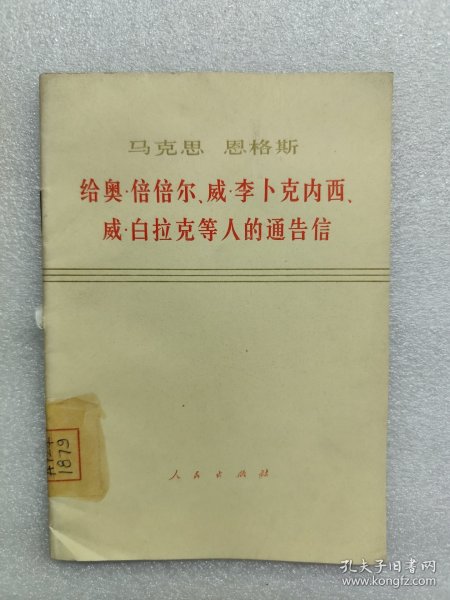 马克思 恩格斯
给奥·倍倍尔、威·李卜克内西、
威·白拉克等人的通告信
1879
人民出版社
孔夫子旧书网
www.kongfz.com